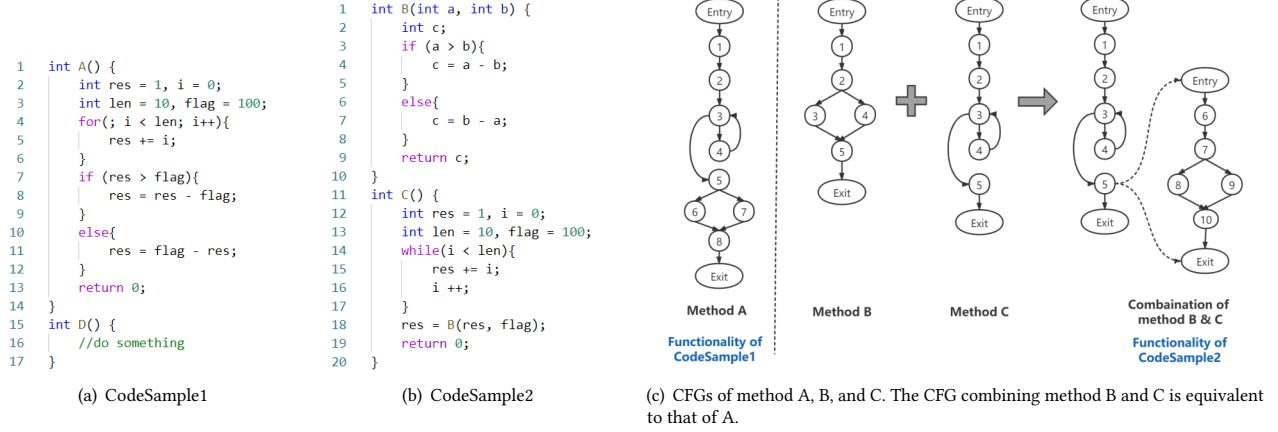 1 int A() {
2 int res = 1, i = 0;
3 int len = 10, flag = 100;
4 for(; i < len; i++){
5 res += i;
6 }
7 if (res > flag){
8 res = res - flag;
9 }
10 else{
11 res = flag - res;
12 }
13 return 0;
14 }
15 int D() {
16 //do something
17 }
(a) CodeSample1
1 int B(int a, int b) {
2 int c;
3 if (a > b){
4 c = a - b;
5 }
6 else{
7 c = b - a;
8 }
9 return c;
10 }
11 int C() {
12 int res = 1, i = 0;
13 int len = 10, flag = 100;
14 while(i < len){
15 res += i;
16 i ++;
17 }
18 res = B(res, flag);
19 return 0;
20 }
(b) CodeSample2
Entry
1
2
3
4
5
6 7
8
Exit
Method A
Functionality of
CodeSample1
Entry
1
2
3 4
5
Exit
Method B
Entry
1
2
3
4
5
Exit
Method C
Entry
1
2
3
4
5
Exit
Entry
6
7
8 9
10
Exit
Combaination of
method B & C
Functionality of
CodeSample2
(c) CFGs of method A, B, and C. The CFG combining method B and C is equivalent
to that of A.